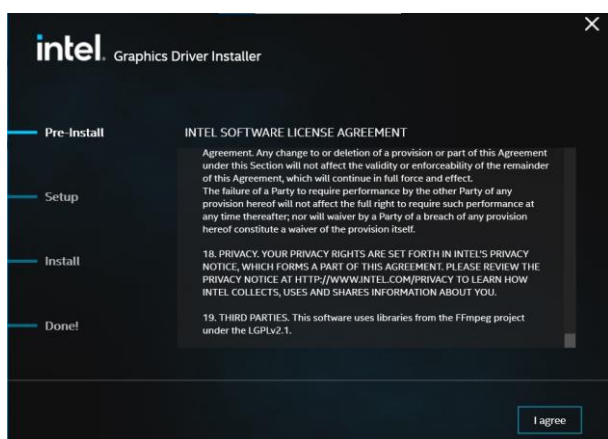 intel. Graphics Driver Installer
Pre-Install
Setup
Install
Done!
INTEL SOFTWARE LICENSE AGREEMENT
Agreement. Any change to or deletion of a provision or part of this Agreement
under this Section will not affect the validity or enforceability of the remainder
of this Agreement, which will continue in full force and effect.
The failure of a Party to require performance by the other Party of any
provision hereof will not affect the full right to require such performance at
any time thereafter; nor will waiver by a Party of a breach of any provision
hereof constitute a waiver of the provision itself.
18. PRIVACY. YOUR PRIVACY RIGHTS ARE SET FORTH IN INTEL'S PRIVACY
NOTICE, WHICH FORMS A PART OF THIS AGREEMENT. PLEASE REVIEW THE
PRIVACY NOTICE AT HTTP://WWW.INTEL.COM/PRIVACY TO LEARN HOW
INTEL COLLECTS, USES AND SHARES INFORMATION ABOUT YOU.
19. THIRD PARTIES. This software uses libraries from the FFmpeg project
under the LGPLv2.1.
I agree